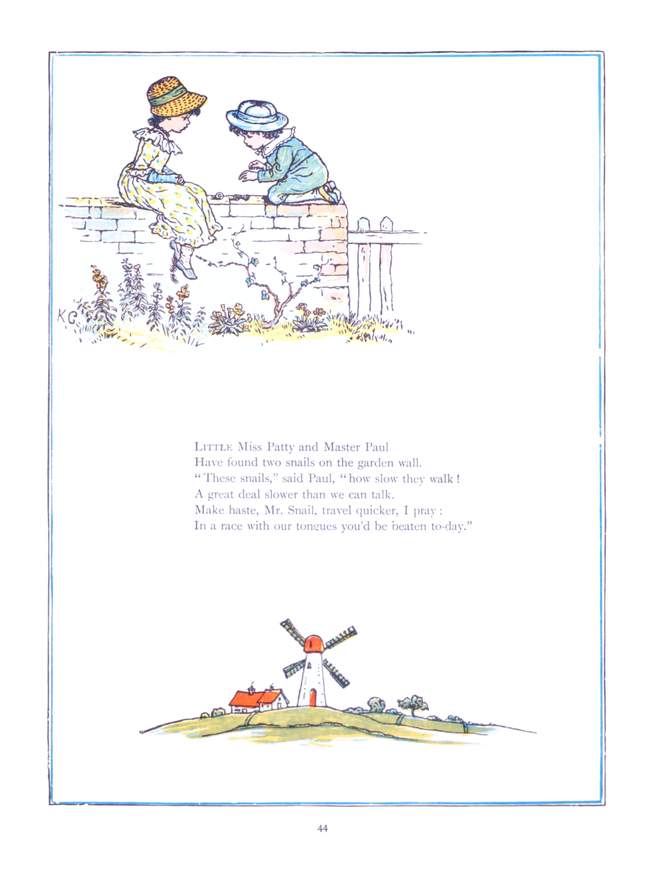 KG
LITTLE Miss Patty and Master Paul
Have found two snails on the garden wall.
“ These snails,” said Paul, “ how slow they walk !
A great deal slower than we can talk.
Make haste, Mr. Snail, travel quicker, I pray :
In a race with our tongues you’d be beaten to-day.”
44